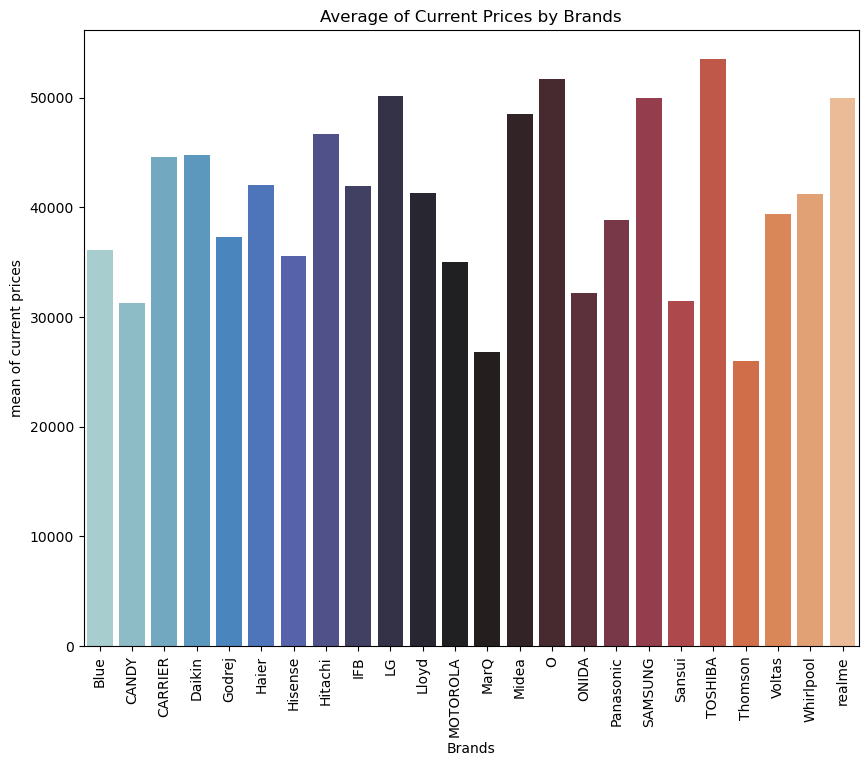 Average of Current Prices by Brands
mean of current prices
50000
40000
30000
20000
10000
0
Blue
CANDY
CARRIER
Daikin
Godrej
Haier
Hisense
Hitachi
IFB
LG
Lloyd
MOTOROLA
MarQ
Midea
O
ONIDA
Panasonic
SAMSUNG
Sansui
TOSHIBA
Thomson
Voltas
Whirlpool
realme
Brands